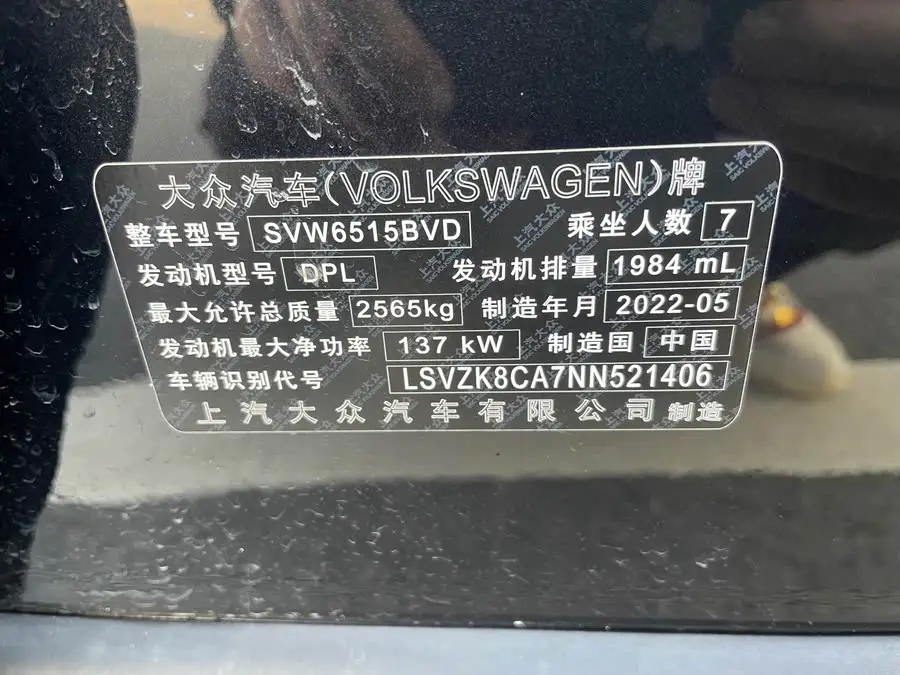 大众汽车(VOLKSWAGEN)牌
整车型号 SVW6515BVD 乘坐人数 7
发动机型号 DPL 发动机排量 1984 mL
最大允许总质量 2565kg 制造年月 2022-05
发动机最大净功率 137 kW 制造国 中国
车辆识别代号 LSVZK8CA7NN521406
上汽大众汽车有限公司 制造